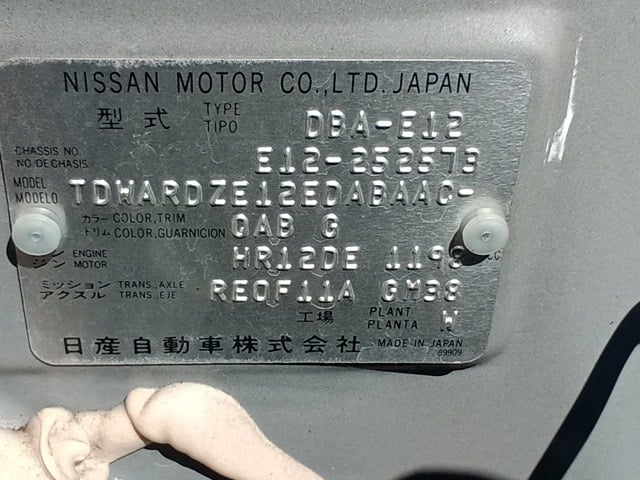 NISSAN MOTOR CO.,LTD. JAPAN
型式 TYPE TIPO DBA-E12
CHASSIS NO. NO. DE CHASIS E12-252573
MODEL MODELO TDWARDZE12EDABAAC-
カラー COLOR,TRIM トリム COLOR,GUARNICION QAB G
ENGINE ジン MOTOR HR12DE 1198 CC
ミッション TRANS.,AXLE アクスル TRANS.,EJE RE0F11A GM38
工場 PLANT PLANTA W
日産自動車株式会社 MADE IN JAPAN
89909